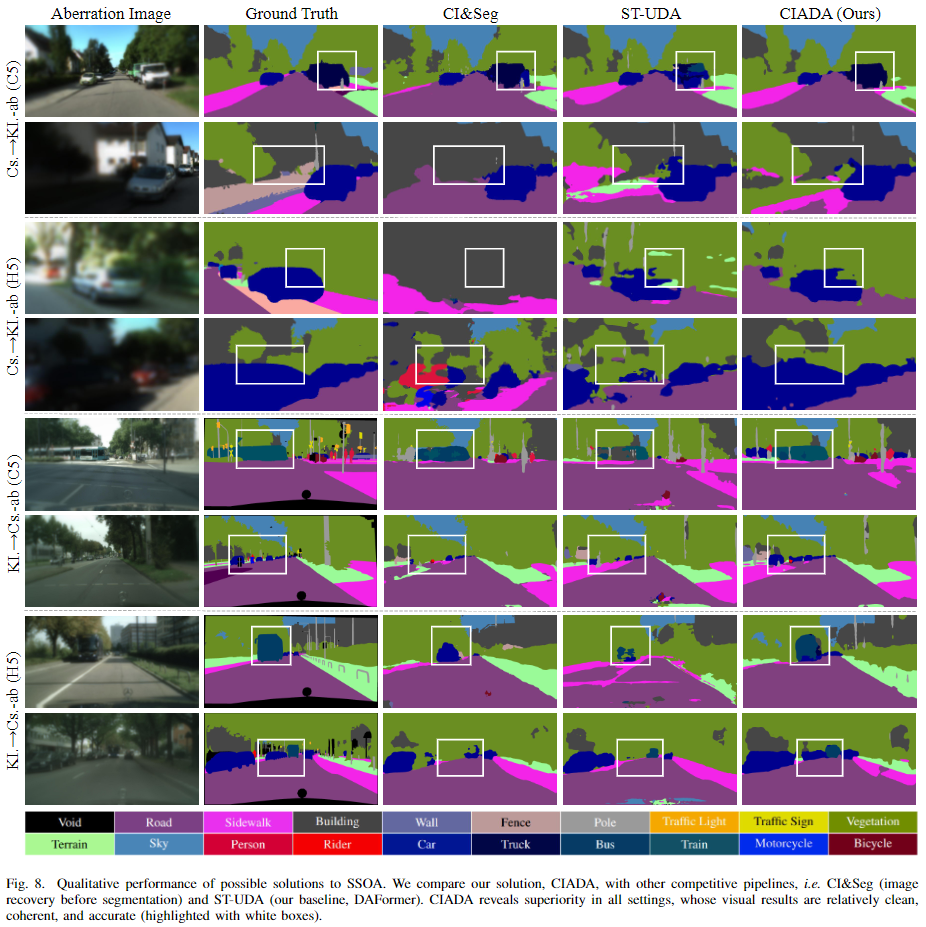 Aberration Image Ground Truth CI&Seg ST-UDA CIADA (Ours)
Cs.→KI.-ab (C5)
Cs.→KI.-ab (H5)
KI.→Cs.-ab (C5)
KI.→Cs.-ab (H5)
Void Road Sidewalk Building Wall Fence Pole Traffic Light Traffic Sign Vegetation
Terrain Sky Person Rider Car Truck Bus Train Motorcycle Bicycle
Fig. 8. Qualitative performance of possible solutions to SSOA. We compare our solution, CIADA, with other competitive pipelines, i.e. CI&Seg (image
recovery before segmentation) and ST-UDA (our baseline, DAFormer). CIADA reveals superiority in all settings, whose visual results are relatively clean,
coherent, and accurate (highlighted with white boxes).